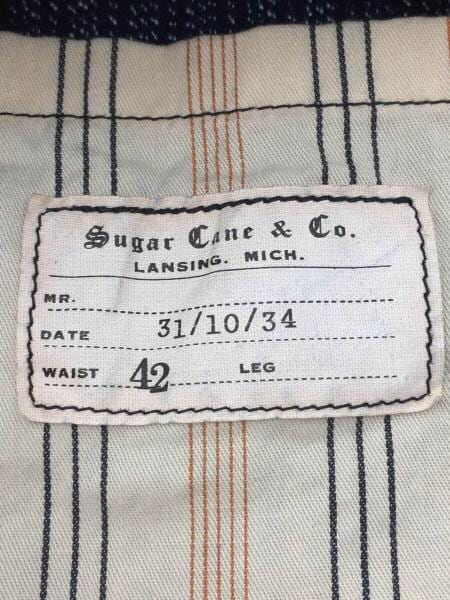 Sugar Cane & Co.
LANSING. MICH.
MR.
DATE 31/10/34
WAIST 42 LEG